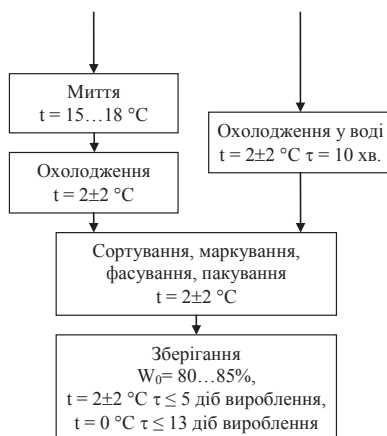 Миття
t = 15…18 °C
Охолодження
t = 2±2 °C
Охолодження у воді
t = 2±2 °C τ = 10 хв.
Сортування, маркування,
фасування, пакування
t = 2±2 °C
Зберігання
W₀= 80…85%,
t = 2±2 °C τ ≤ 5 діб вироблення,
t = 0 °C τ ≤ 13 діб вироблення